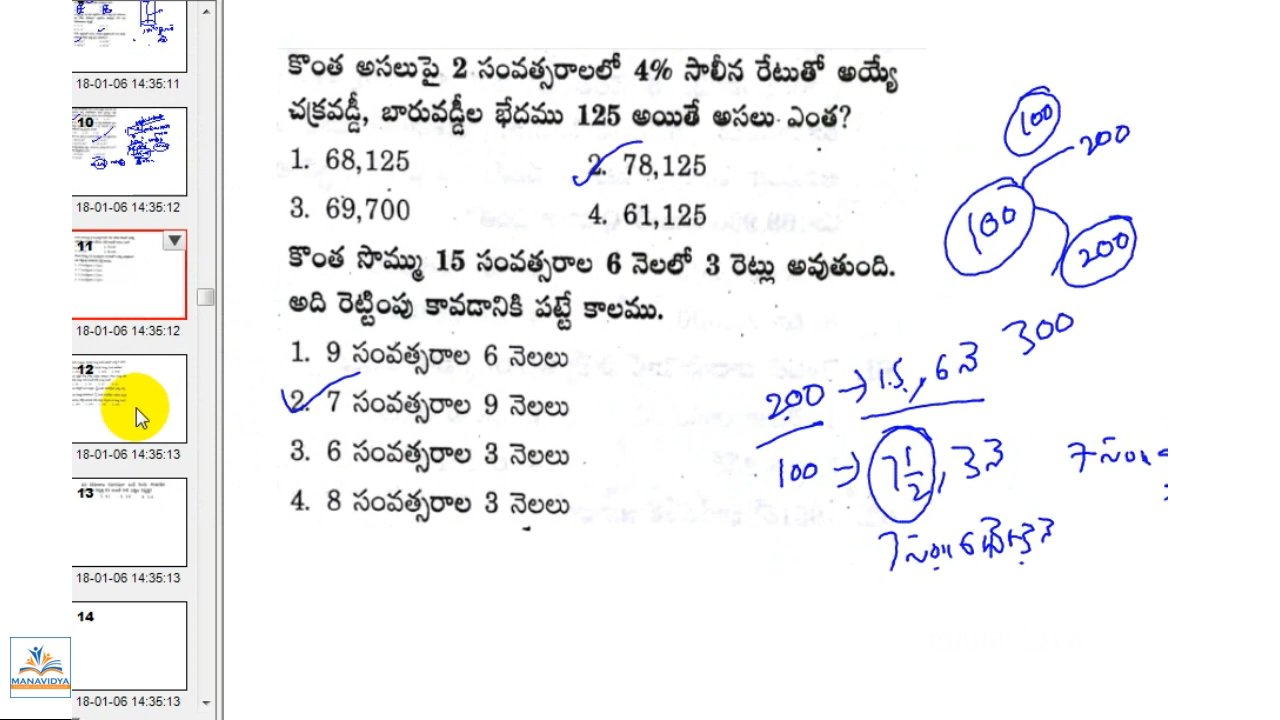 18-01-06 14:35:11
10
18-01-06 14:35:12
11
18-01-06 14:35:12
12
18-01-06 14:35:13
13
18-01-06 14:35:13
14
18-01-06 14:35:13
MANAVIDYA
కొంత అసలుపై 2 సంవత్సరాలలో 4% సాలీన రేటుతో అయ్యే
చక్రవడ్డీ, బారువడ్డీల భేదము 125 అయితే అసలు ఎంత?
1. 68,125
2. 78,125
3. 69,700
4. 61,125
కొంత సొమ్ము 15 సంవత్సరాల 6 నెలలో 3 రెట్లు అవుతుంది.
అది రెట్టింపు కావడానికి పట్టే కాలము.
1. 9 సంవత్సరాల 6 నెలలు
2. 7 సంవత్సరాల 9 నెలలు
3. 6 సంవత్సరాల 3 నెలలు
4. 8 సంవత్సరాల 3 నెలలు
100
200
100
200
300
200 → 15, 6 నె
100 → 7 1/2, 3 నె